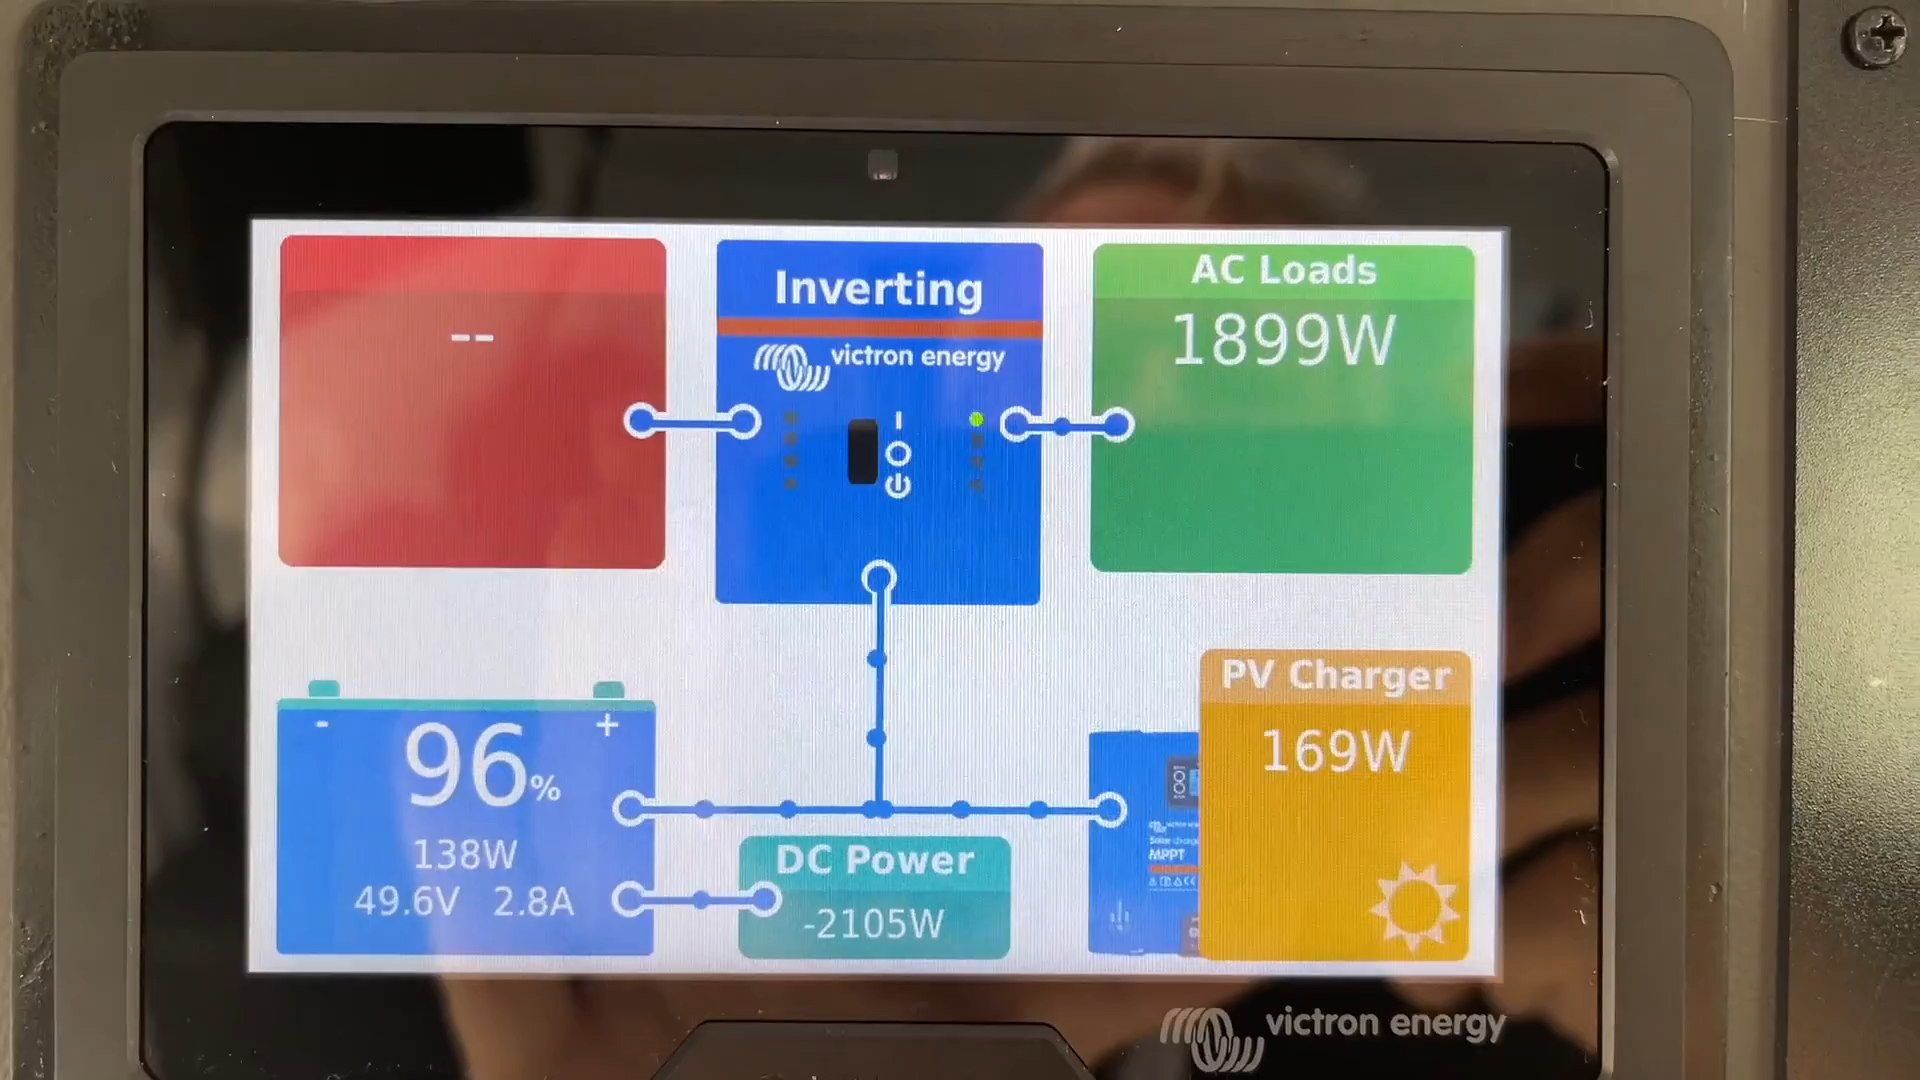 --
Inverting
victron energy
AC Loads
1899W
- +
96%
138W
49.6V 2.8A
DC Power
-2105W
MPPT
PV Charger
169W
victron energy